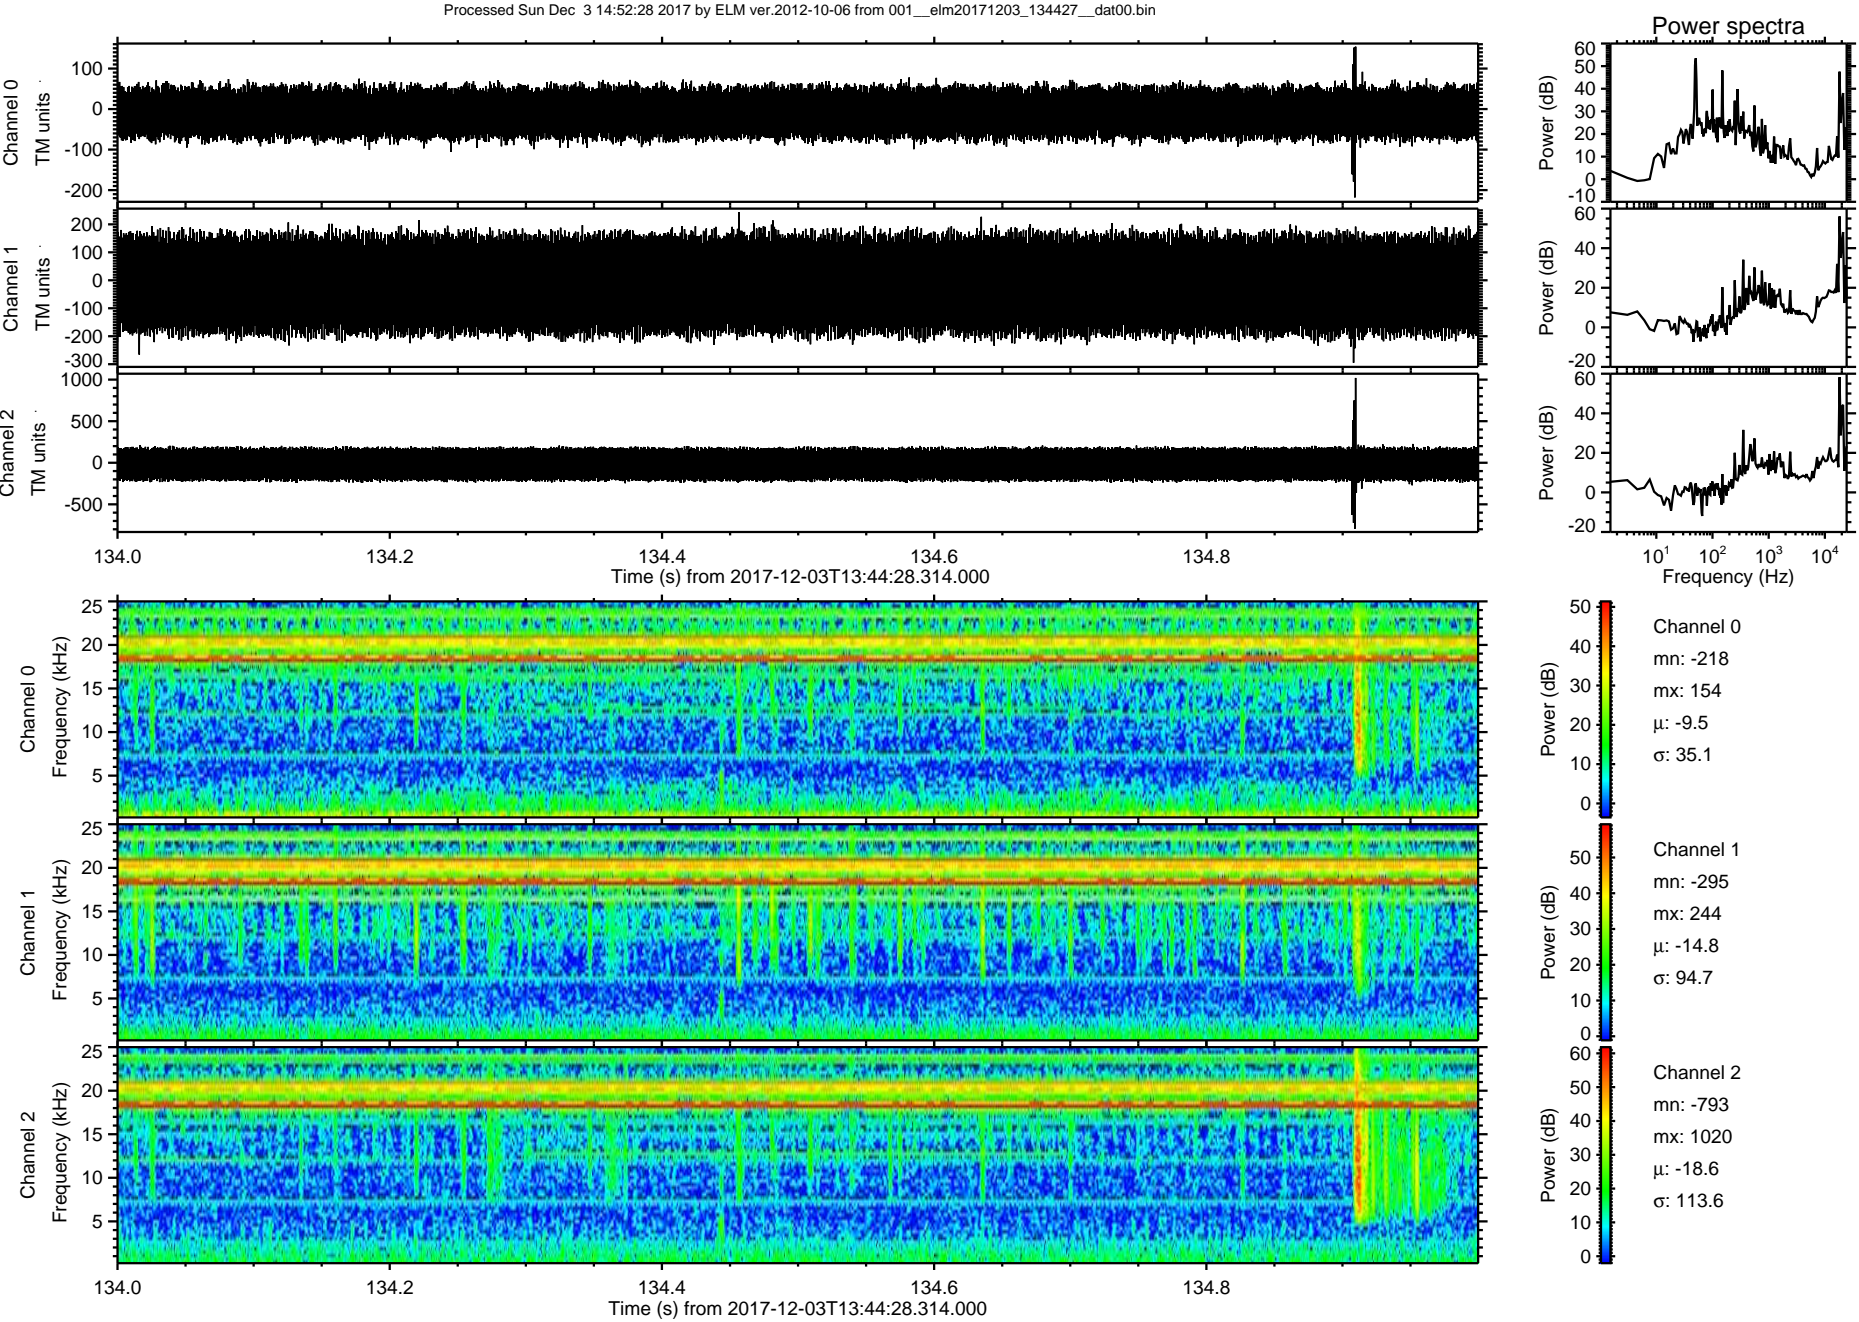 Processed Sun Dec 3 14:52:28 2017 by ELM ver.2012-10-06 from 001__elm20171203_134427__dat00.bin
Power spectra
Channel 0
TM units
100
0
-100
-200
Power (dB)
60
50
40
30
20
10
0
-10
Channel 1
TM units
200
100
0
-100
-200
-300
Power (dB)
60
40
20
0
-20
Channel 2
TM units
1000
500
0
-500
Power (dB)
60
40
20
0
-20
134.0 134.2 134.4 134.6 134.8
Time (s) from 2017-12-03T13:44:28.314.000
10¹ 10² 10³ 10⁴
Frequency (Hz)
Channel 0
Frequency (kHz)
25
20
15
10
5
Power (dB)
50
40
30
20
10
0
Channel 0
mn: -218
mx: 154
μ: -9.5
σ: 35.1
Channel 1
Frequency (kHz)
25
20
15
10
5
Power (dB)
50
40
30
20
10
0
Channel 1
mn: -295
mx: 244
μ: -14.8
σ: 94.7
Channel 2
Frequency (kHz)
25
20
15
10
5
Power (dB)
60
50
40
30
20
10
0
Channel 2
mn: -793
mx: 1020
μ: -18.6
σ: 113.6
134.0 134.2 134.4 134.6 134.8
Time (s) from 2017-12-03T13:44:28.314.000